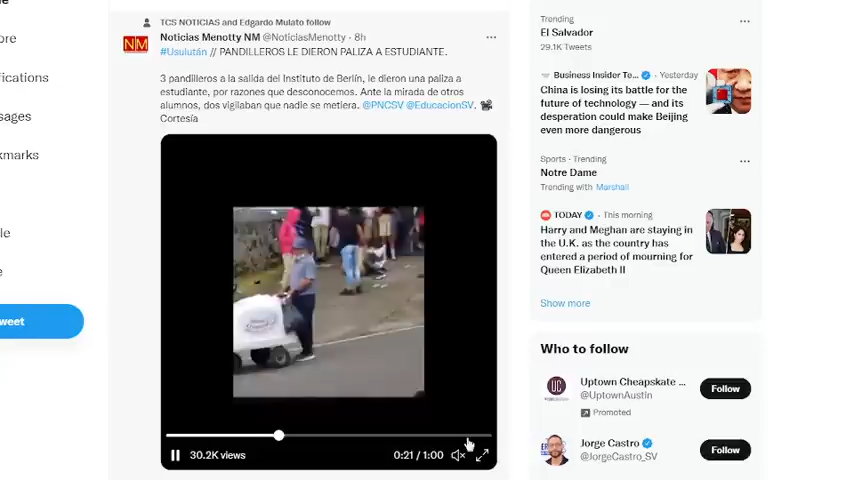 ore
fications
sages
kmarks
le
e
weet
TCS NOTICIAS and Edgardo Mulato follow
NM
Noticias Menotty NM @NoticiasMenotty · 8h
#Usulután // PANDILLEROS LE DIERON PALIZA A ESTUDIANTE.
3 pandilleros a la salida del Instituto de Berlín, le dieron una paliza a
estudiante, por razones que desconocemos. Ante la mirada de otros
alumnos, dos vigilaban que nadie se metiera. @PNCSV @EducacionSV. 📽
Cortesía
30.2K views
0:21 / 1:00
Trending
El Salvador
29.1K Tweets
Business Insider Te... · Yesterday
China is losing its battle for the
future of technology — and its
desperation could make Beijing
even more dangerous
Sports · Trending
Notre Dame
Trending with Marshall
TODAY · This morning
Harry and Meghan are staying in
the U.K. as the country has
entered a period of mourning for
Queen Elizabeth II
Show more
Who to follow
UC
Uptown Cheapskate ...
@UptownAustin
Follow
Promoted
Jorge Castro
@JorgeCastro_SV
Follow